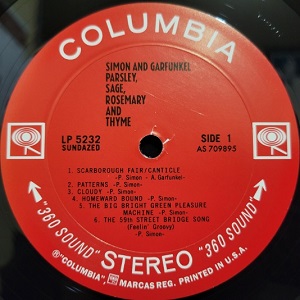 COLUMBIA
SIMON AND GARFUNKEL
PARSLEY,
SAGE,
ROSEMARY
AND
THYME
LP 5232
SUNDAZED
SIDE 1
AS 709895
1. SCARBOROUGH FAIR/CANTICLE
-P. Simon - A. Garfunkel-
2. PATTERNS -P. Simon-
3. CLOUDY -P. Simon-
4. HOMEWARD BOUND -P. Simon-
5. THE BIG BRIGHT GREEN PLEASURE
MACHINE -P. Simon-
6. THE 59th STREET BRIDGE SONG
(Feelin' Groovy)
-P. Simon-
"360 SOUND" STEREO "360 SOUND"
℗ "COLUMBIA", MARCAS REG. PRINTED IN U.S.A.